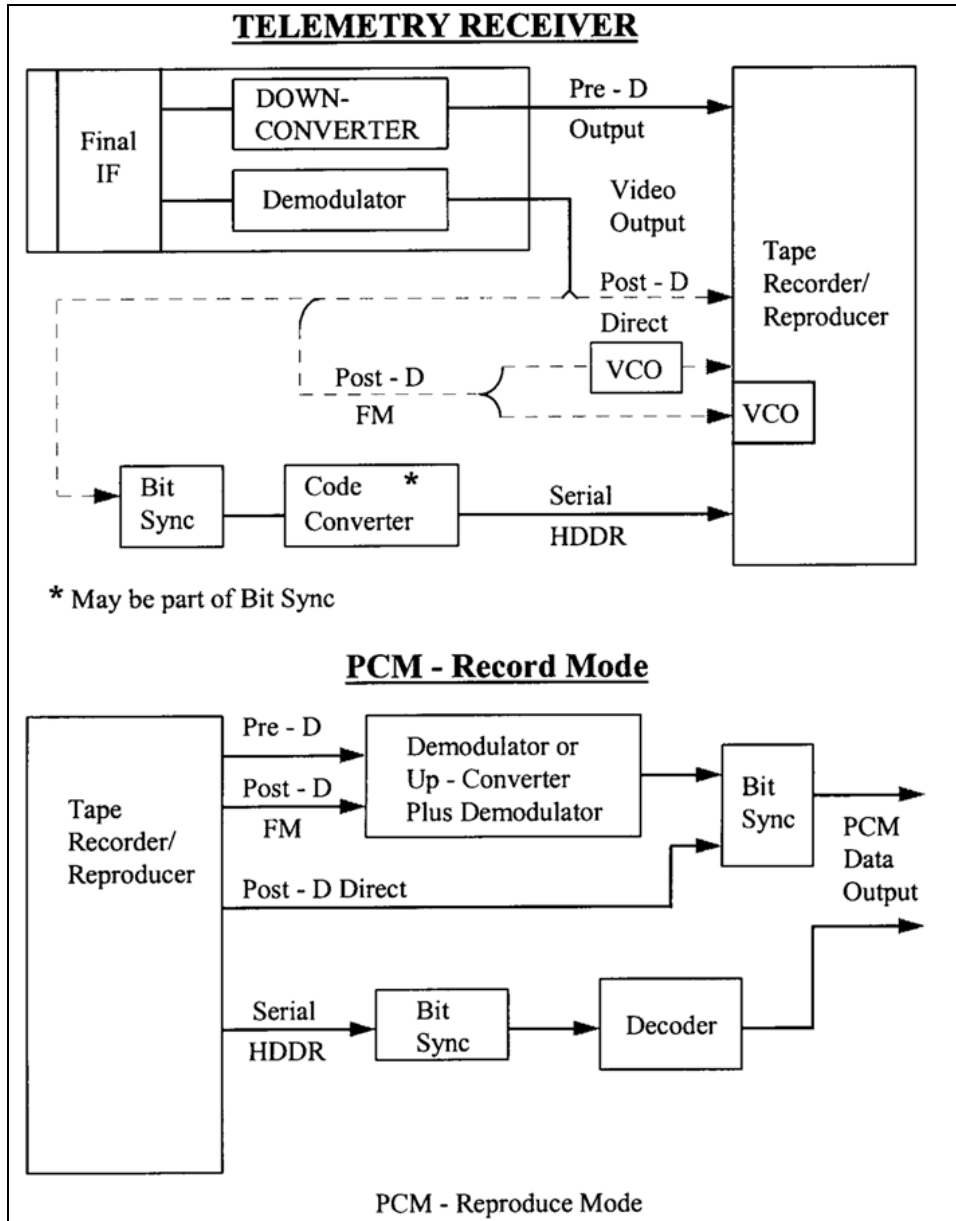 TELEMETRY RECEIVER
Final
IF
DOWN-
CONVERTER
Demodulator
Pre - D
Output
Video
Output
Post - D
Direct
Tape
Recorder/
Reproducer
Post - D
FM
VCO
VCO
Bit
Sync
Code *
Converter
Serial
HDDR
* May be part of Bit Sync
PCM - Record Mode
Tape
Recorder/
Reproducer
Pre - D
Post - D
FM
Demodulator or
Up - Converter
Plus Demodulator
Bit
Sync
PCM
Data
Output
Post - D Direct
Serial
HDDR
Bit
Sync
Decoder
PCM - Reproduce Mode